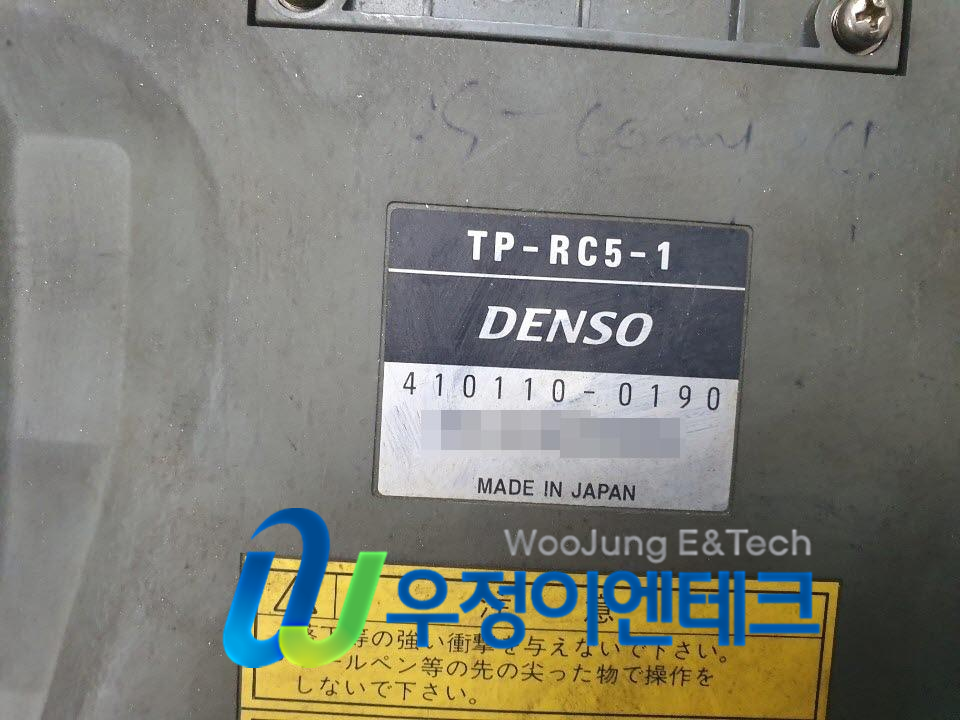 TP-RC5-1
DENSO
410110-0190
MADE IN JAPAN
WooJung E&Tech
우정이엔테크
注 意
等の強い衝撃を与えないで下さい。
ールペン等の先の尖った物で操作を
しないで下さい。